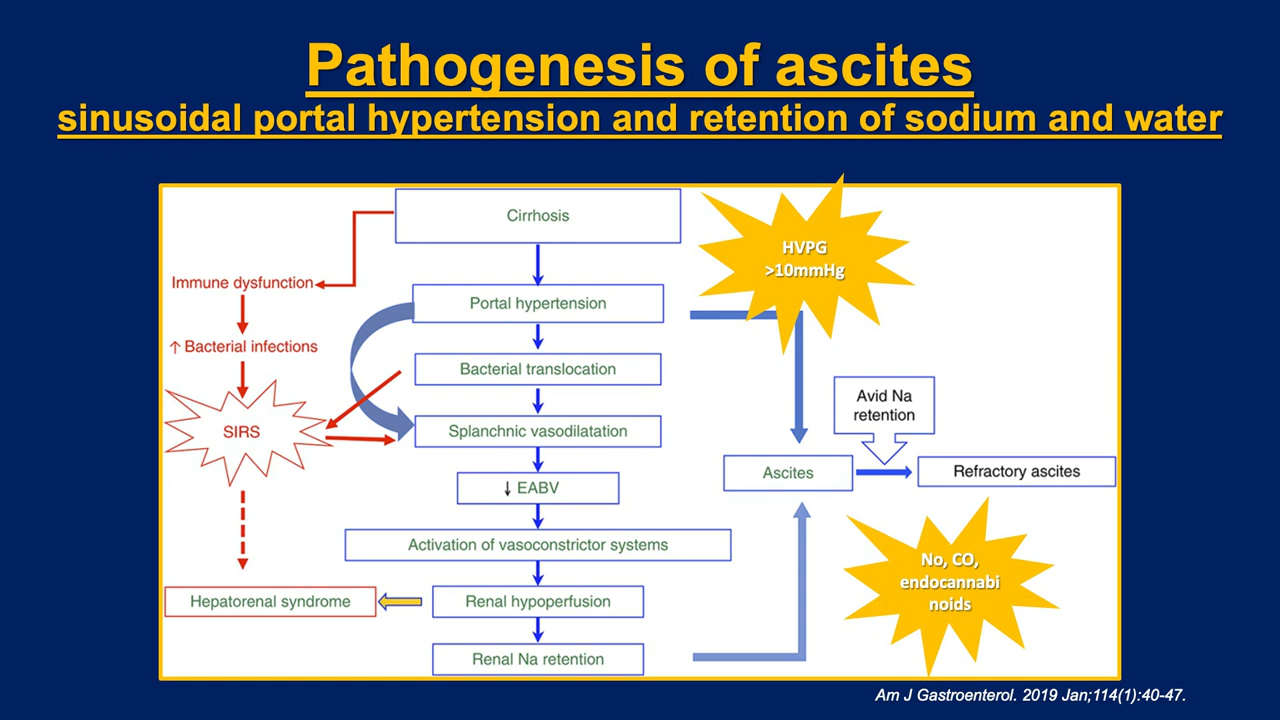 Pathogenesis of ascites
sinusoidal portal hypertension and retention of sodium and water
Cirrhosis
HVPG
>10mmHg
Immune dysfunction
Portal hypertension
↑ Bacterial infections
Bacterial translocation
Avid Na
retention
SIRS
Splanchnic vasodilatation
Ascites
Refractory ascites
↓ EABV
Activation of vasoconstrictor systems
No, CO,
endocannabi
noids
Hepatorenal syndrome
Renal hypoperfusion
Renal Na retention
Am J Gastroenterol. 2019 Jan;114(1):40-47.